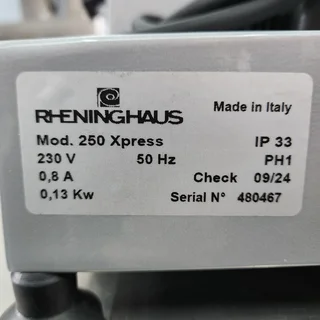 RHENINGHAUS
Made in Italy
Mod. 250 Xpress IP 33
230 V 50 Hz PH1
0,8 A Check 09/24
0,13 Kw Serial N° 480467